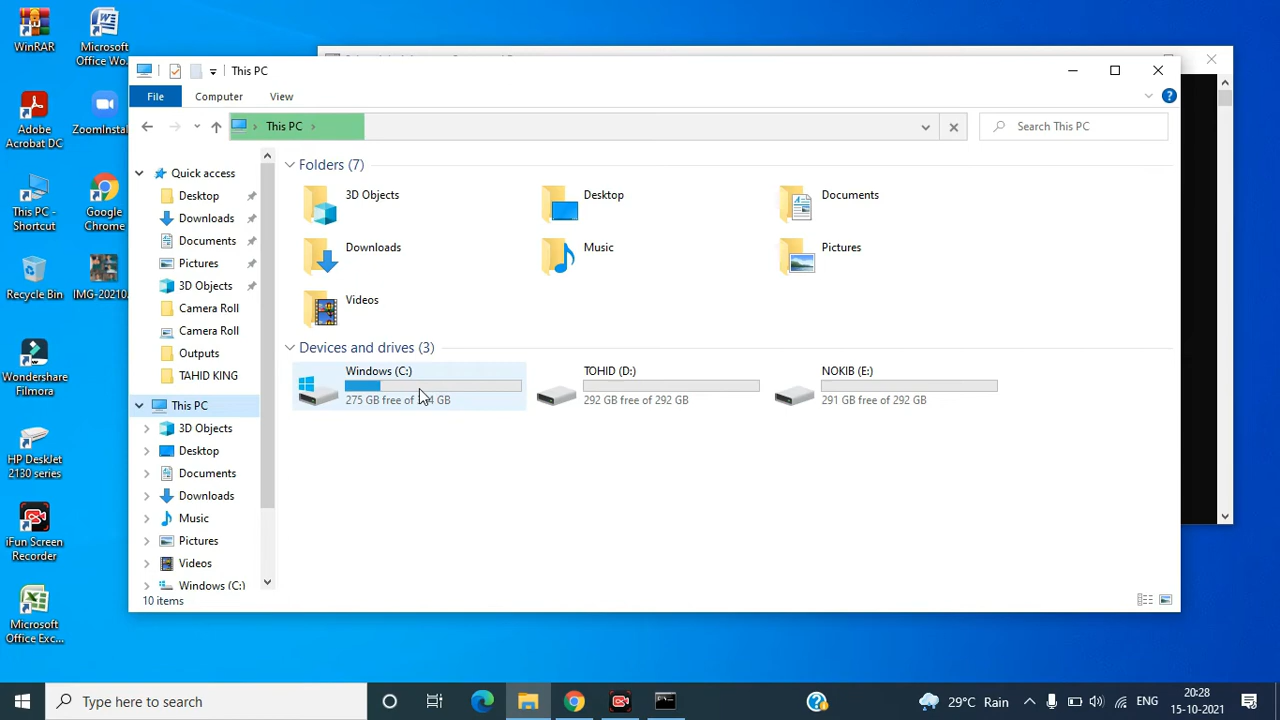 WinRAR
Microsoft
Office Wo...
Adobe
Acrobat DC
ZoomInstal...
This PC -
Shortcut
Google
Chrome
Recycle Bin
IMG-20210...
Wondershare
Filmora
HP DeskJet
2130 series
iFun Screen
Recorder
Microsoft
Office Exc...
This PC
File
Computer
View
This PC
Search This PC
Quick access
Desktop
Downloads
Documents
Pictures
3D Objects
Camera Roll
Camera Roll
Outputs
TAHID KING
This PC
3D Objects
Desktop
Documents
Downloads
Music
Pictures
Videos
Windows (C:)
Folders (7)
3D Objects
Desktop
Documents
Downloads
Music
Pictures
Videos
Devices and drives (3)
Windows (C:)
275 GB free of GB
TOHID (D:)
292 GB free of 292 GB
NOKIB (E:)
291 GB free of 292 GB
10 items
Type here to search
29°C Rain
ENG
20:28
15-10-2021